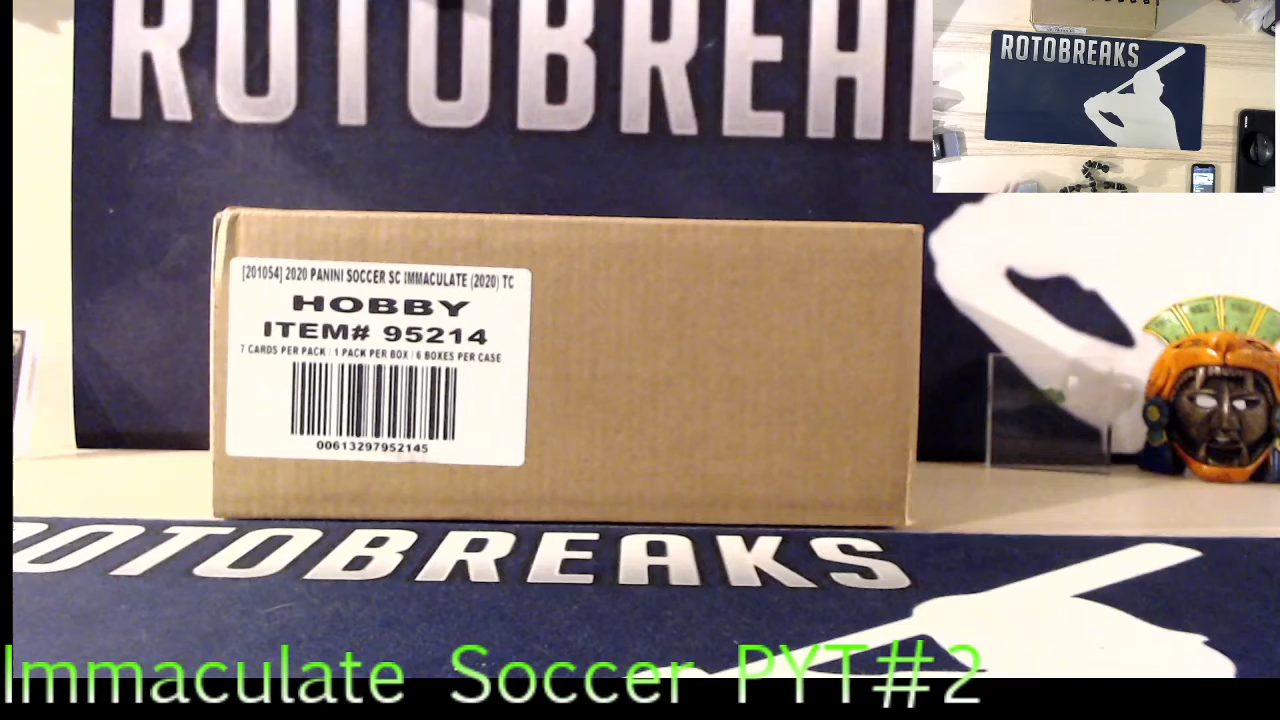 ROTOBREA
ROTOBREAKS
[201054] 2020 PANINI SOCCER SC IMMACULATE (2020) TC
HOBBY
ITEM# 95214
7 CARDS PER PACK / 1 PACK PER BOX / 6 BOXES PER CASE
00613297952145
ROTOBREAKS
Immaculate Soccer PYT#2